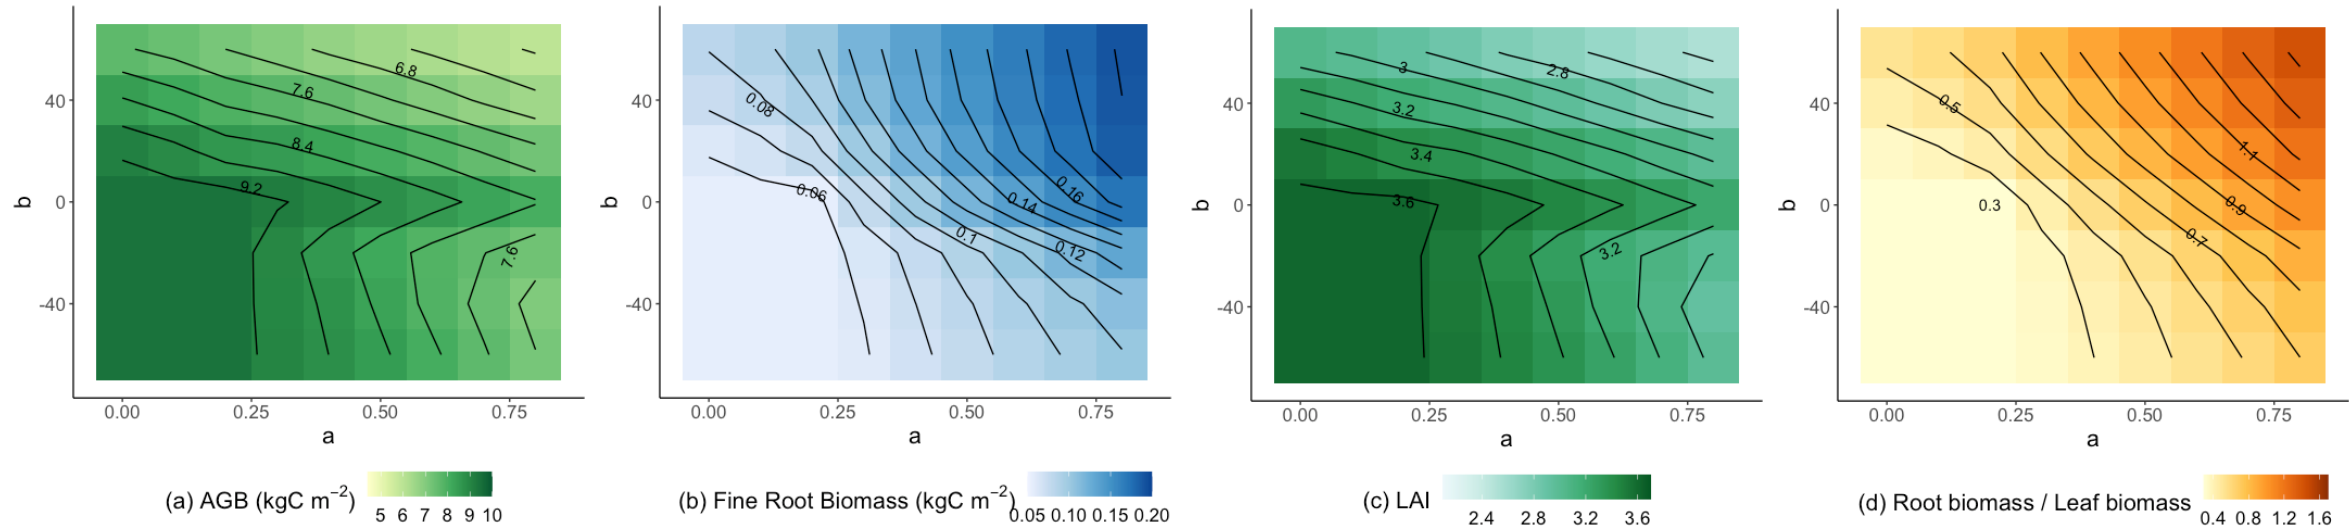 6.8
7.6
8.4
9.2
7.6
40
0
-40
b
0.00 0.25 0.50 0.75
a
(a) AGB (kgC m−2)
5 6 7 8 9 10
0.08
0.06
0.16
0.14
0.1
0.12
40
0
-40
b
0.00 0.25 0.50 0.75
a
(b) Fine Root Biomass (kgC m−2)
0.05 0.10 0.15 0.20
3
2.8
3.2
3.4
3.6
3.2
40
0
-40
b
0.00 0.25 0.50 0.75
a
(c) LAI
2.4 2.8 3.2 3.6
0.5
1.1
0.3
0.9
0.7
40
0
-40
b
0.00 0.25 0.50 0.75
a
(d) Root biomass / Leaf biomass
0.4 0.8 1.2 1.6